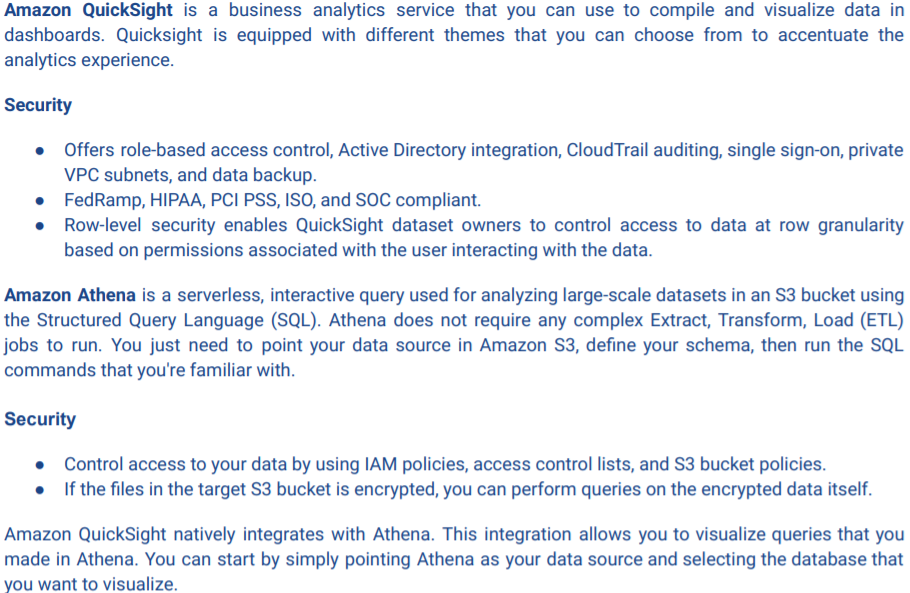 Amazon QuickSight is a business analytics service that you can use to compile and visualize data in
dashboards. Quicksight is equipped with different themes that you can choose from to accentuate the
analytics experience.
Security
● Offers role-based access control, Active Directory integration, CloudTrail auditing, single sign-on, private
VPC subnets, and data backup.
● FedRamp, HIPAA, PCI PSS, ISO, and SOC compliant.
● Row-level security enables QuickSight dataset owners to control access to data at row granularity
based on permissions associated with the user interacting with the data.
Amazon Athena is a serverless, interactive query used for analyzing large-scale datasets in an S3 bucket using
the Structured Query Language (SQL). Athena does not require any complex Extract, Transform, Load (ETL)
jobs to run. You just need to point your data source in Amazon S3, define your schema, then run the SQL
commands that you're familiar with.
Security
● Control access to your data by using IAM policies, access control lists, and S3 bucket policies.
● If the files in the target S3 bucket is encrypted, you can perform queries on the encrypted data itself.
Amazon QuickSight natively integrates with Athena. This integration allows you to visualize queries that you
made in Athena. You can start by simply pointing Athena as your data source and selecting the database that
you want to visualize.